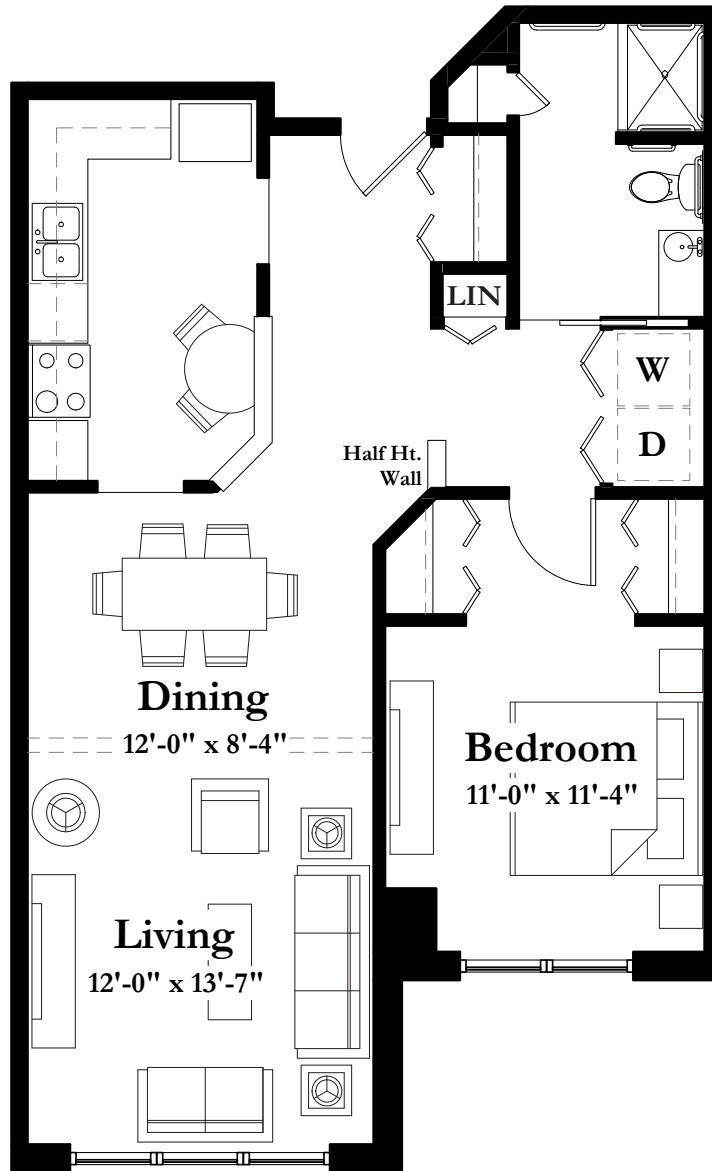 LIN
W
D
Half Ht.
Wall
Dining
12'-0" x 8'-4"
Bedroom
11'-0" x 11'-4"
Living
12'-0" x 13'-7"